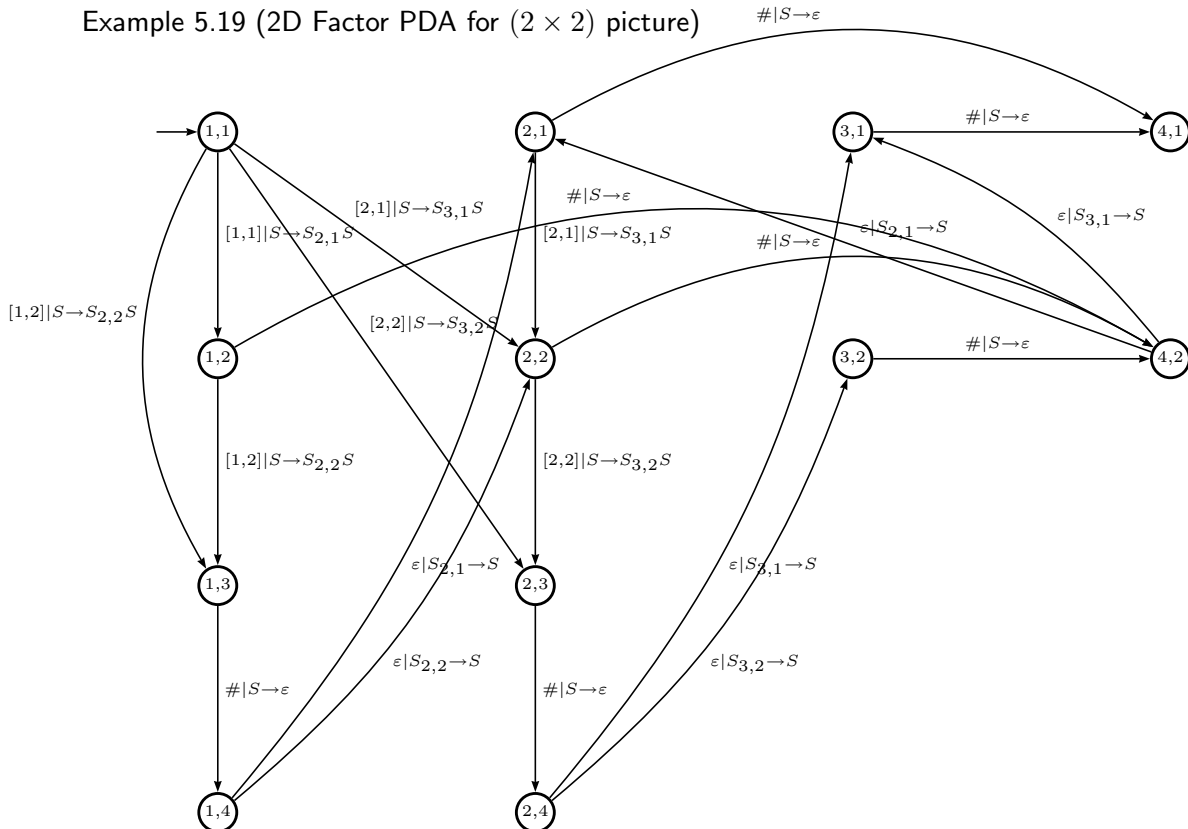 Example 5.19 (2D Factor PDA for (2 × 2) picture)
#|S→ε
1,1
2,1
3,1
#|S→ε
4,1
[2,1]|S→S3,1S
#|S→ε
[1,1]|S→S2,1S
[2,1]|S→S3,1S
#|S→ε
ε|S2,1→S
ε|S3,1→S
[1,2]|S→S2,2S
[2,2]|S→S3,2S
1,2
2,2
3,2
#|S→ε
4,2
[1,2]|S→S2,2S
[2,2]|S→S3,2S
1,3
ε|S2,1→S
2,3
ε|S3,1→S
#|S→ε
ε|S2,2→S
#|S→ε
ε|S3,2→S
1,4
2,4